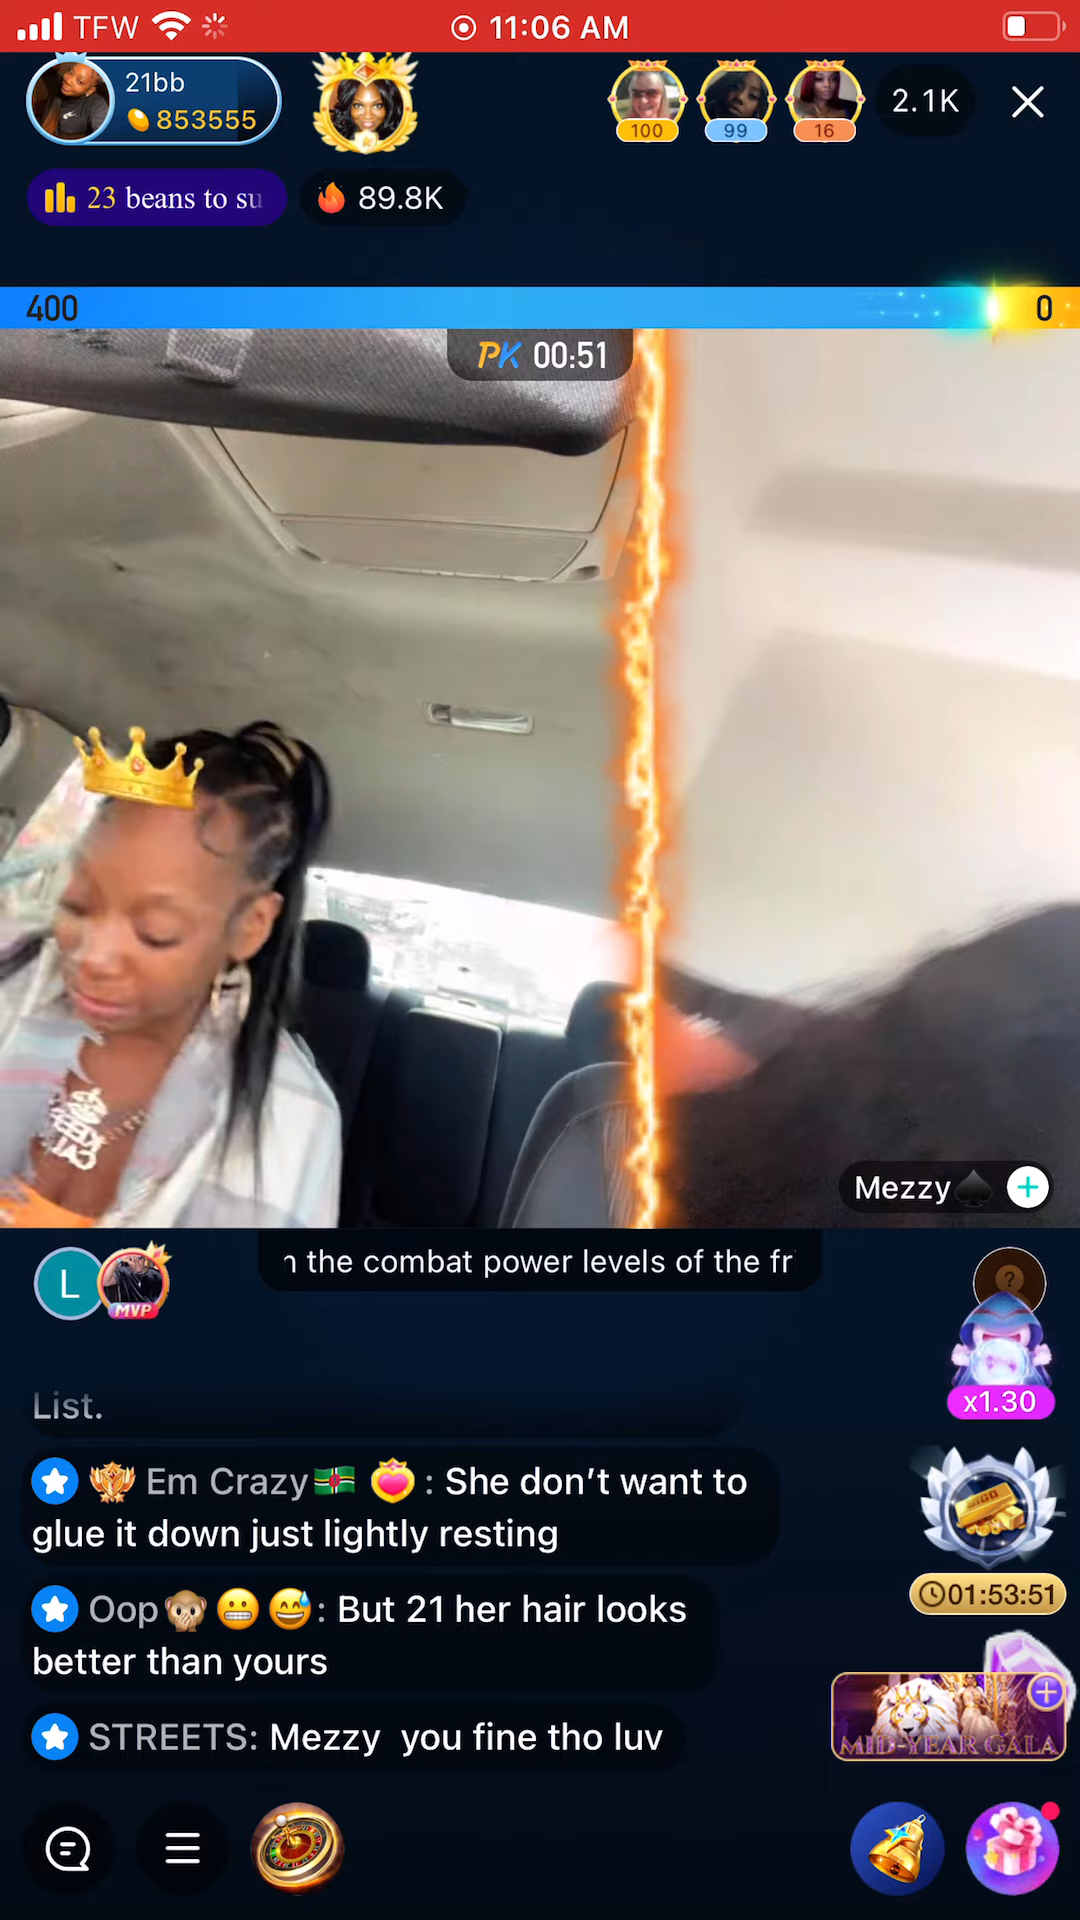 TFW 11:06 AM
21bb
853555
100 99 16 2.1K
23 beans to su
89.8K
400 0
PK 00:51
Mezzy♠️
L MVP
n the combat power levels of the fr
?
x1.30
List.
Em Crazy🇩🇲 : She don’t want to
glue it down just lightly resting
Oop🙊😬😅: But 21 her hair looks
better than yours
STREETS: Mezzy you fine tho luv
01:53:51
MID-YEAR GALA